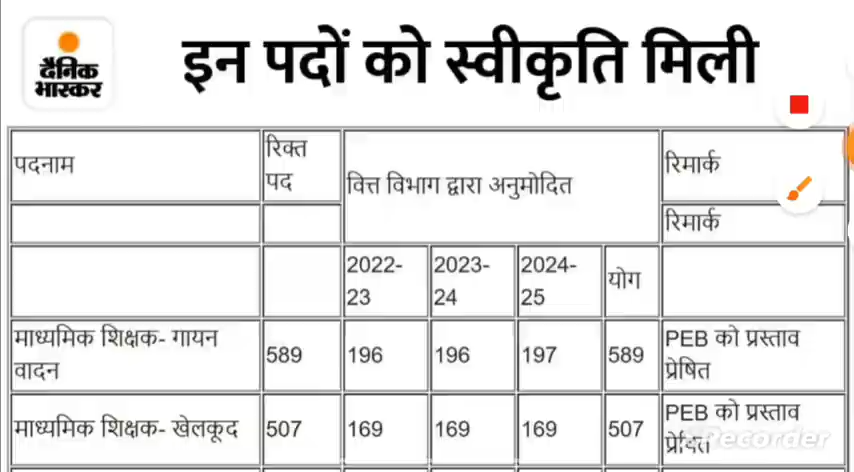 दैनिक
भास्कर
इन पदों को स्वीकृति मिली
पदनाम
रिक्त
पद
वित्त विभाग द्वारा अनुमोदित
रिमार्क
रिमार्क
2022-
23
2023-
24
2024-
25
योग
माध्यमिक शिक्षक- गायन
वादन
589
196
196
197
589
PEB को प्रस्ताव
प्रेषित
माध्यमिक शिक्षक- खेलकूद
507
169
169
169
507
PEB को प्रस्ताव
प्रेषित
Recorder